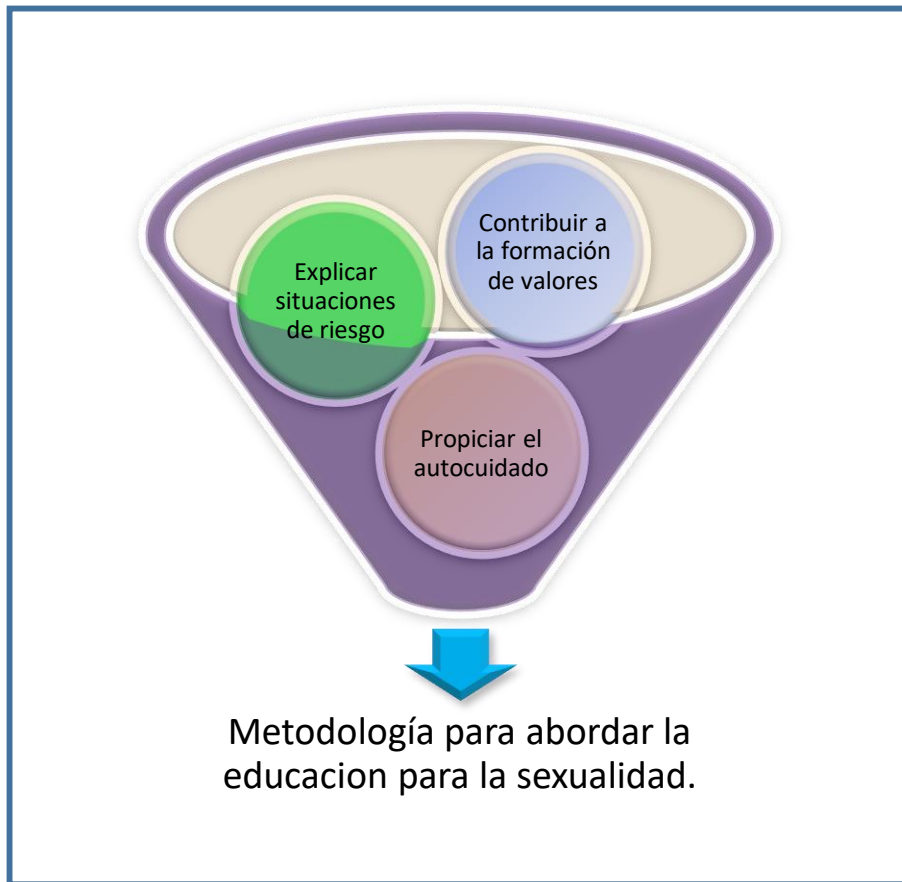 Contribuir a
la formación
de valores
Explicar
situaciones
de riesgo
Propiciar el
autocuidado
Metodología para abordar la
educacion para la sexualidad.